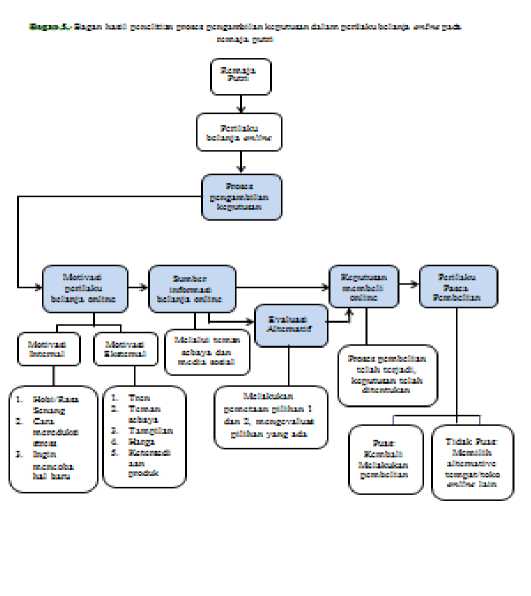 Bagan 5. Bagan hasil penelitian proses pengambilan keputusan dalam perilaku belanja online pada
remaja putri
Remaja
Putri
Perilaku
belanja online
Proses
pengambilan
keputusan
Motivasi
perilaku
belanja online
Sumber
informasi
belanja online
Evaluasi
Alternatif
Keputusan
membeli
online
Perilaku
Pasca
Pembelian
Motivasi
Internal
Motivasi
Eksternal
Melalui teman
sebaya dan
media sosial
Proses pembelian
telah terjadi,
keputusan telah
ditentukan
1. Hobi/Rasa
Senang
2. Cara
mereduksi
stress
3. Ingin
mencoba
hal baru
1. Tren
2. Teman
sebaya
3. Tampilan
4. Harga
5. Ketersedi
aan
produk
Melakukan
pemetaan pilihan 1
dan 2, mengevaluasi
pilihan yang ada
Puas:
Kembali
Melakukan
pembelian
Tidak Puas:
Memilih
alternative
tempat/toko
online lain